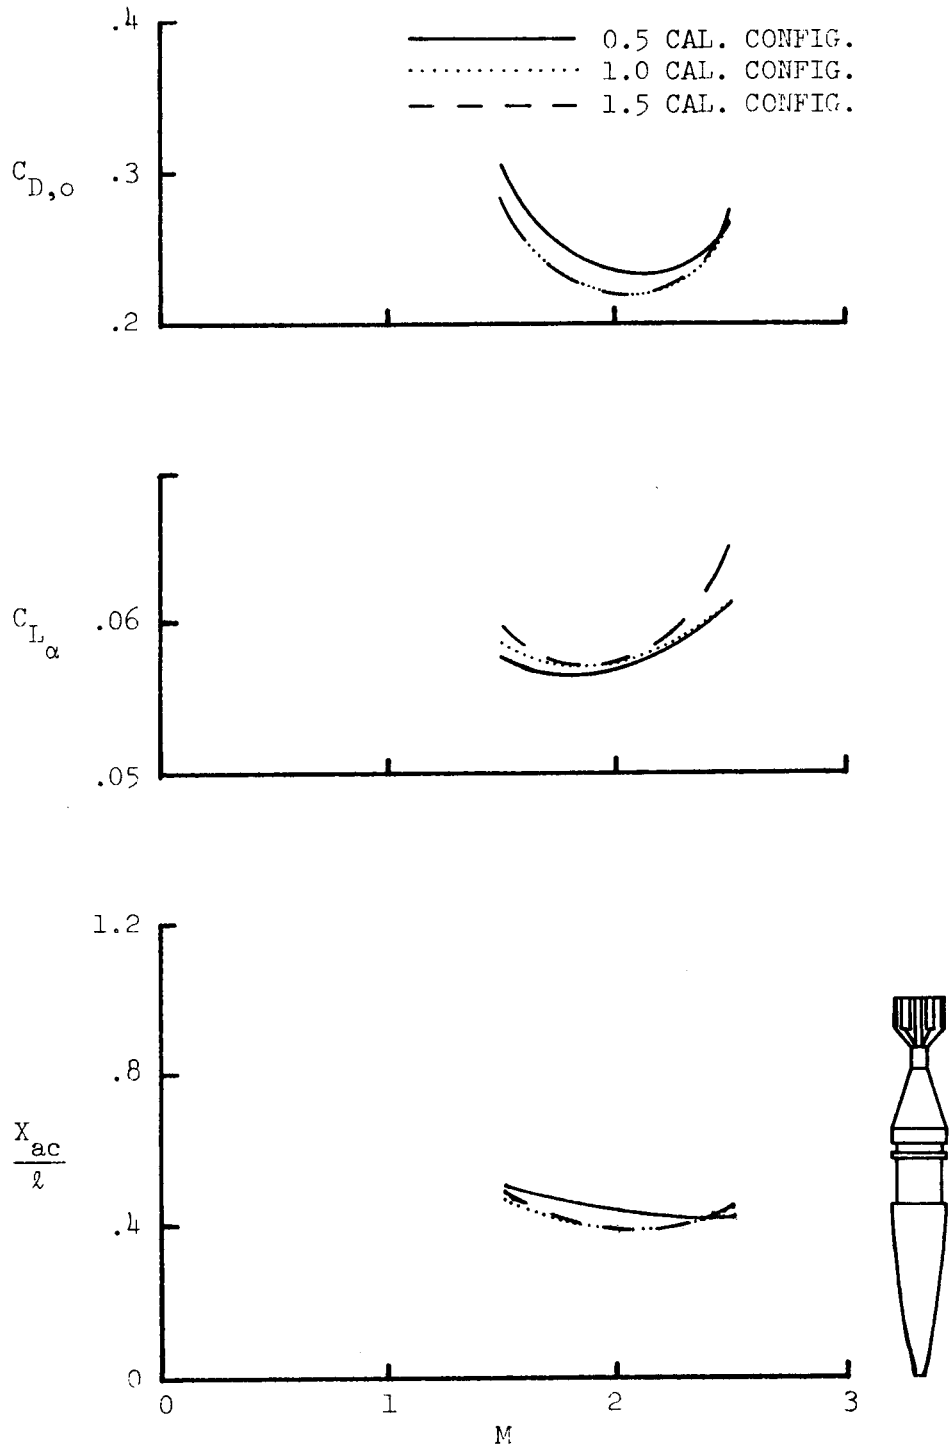 .4
0.5 CAL. CONFIG.
1.0 CAL. CONFIG.
1.5 CAL. CONFIG.
C_D,o
.3
.2
C_L_α
.06
.05
1.2
.8
X_ac
ℓ
.4
0
0 1 2 3
M